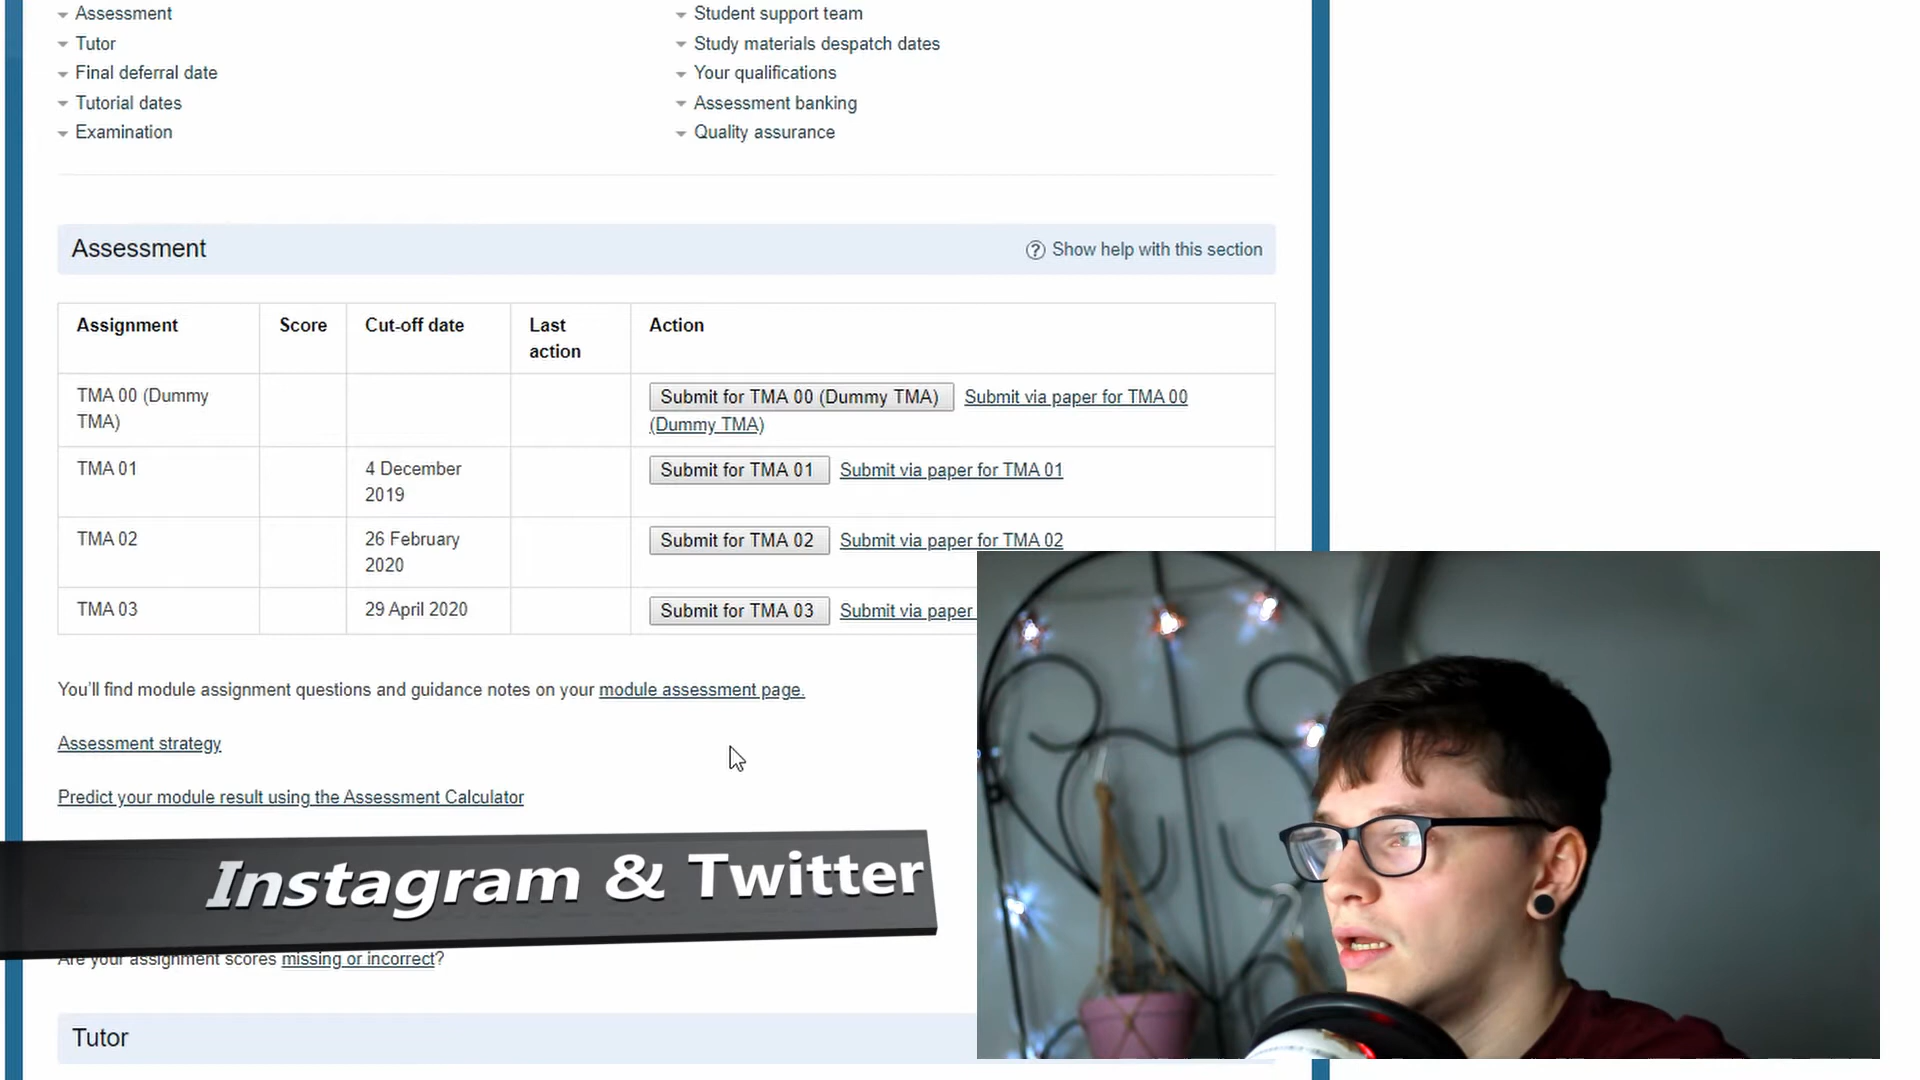 Assessment
Tutor
Final deferral date
Tutorial dates
Examination
Student support team
Study materials despatch dates
Your qualifications
Assessment banking
Quality assurance
Assessment
? Show help with this section
Assignment Score Cut-off date Last action Action
TMA 00 (Dummy TMA) Submit for TMA 00 (Dummy TMA) Submit via paper for TMA 00 (Dummy TMA)
TMA 01 4 December 2019 Submit for TMA 01 Submit via paper for TMA 01
TMA 02 26 February 2020 Submit for TMA 02 Submit via paper for TMA 02
TMA 03 29 April 2020 Submit for TMA 03 Submit via paper
You'll find module assignment questions and guidance notes on your module assessment page.
Assessment strategy
Predict your module result using the Assessment Calculator
Instagram & Twitter
Are your assignment scores missing or incorrect?
Tutor